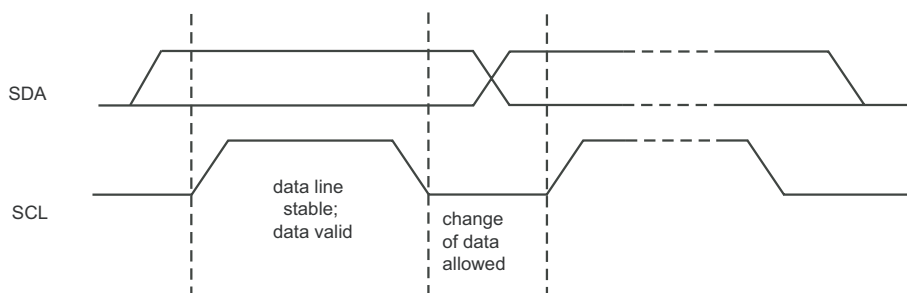 SDA
SCL
data line
stable;
data valid
change
of data
allowed